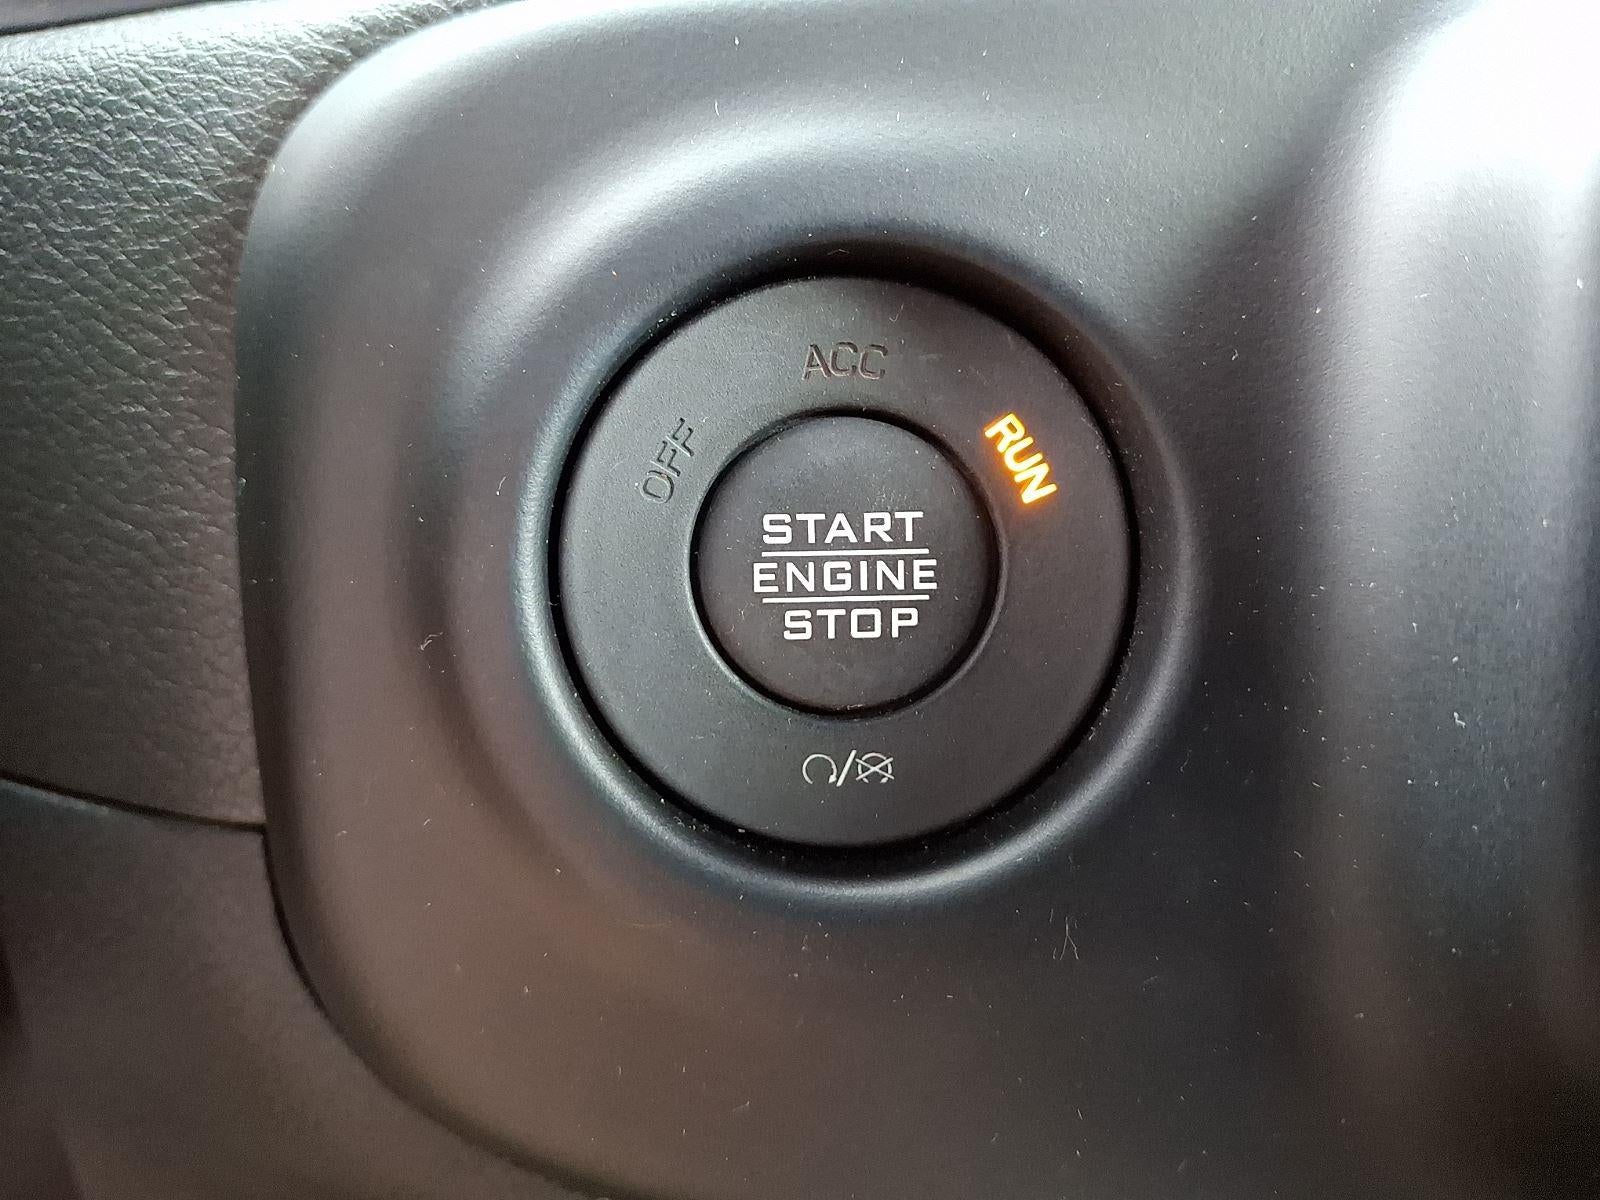 ACC
OFF
RUN
START
ENGINE
STOP